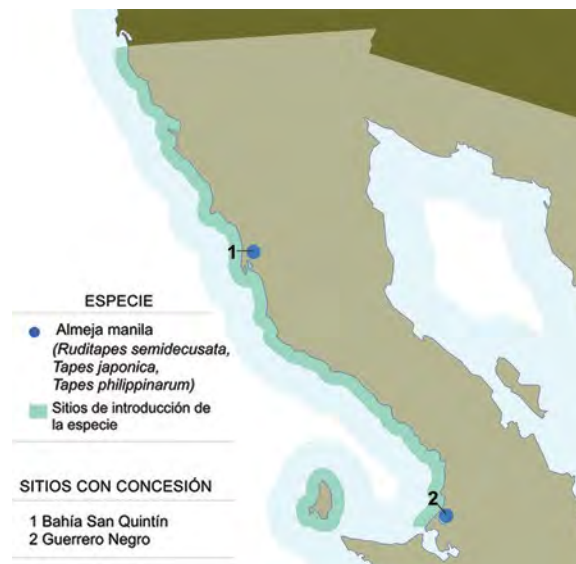 1
ESPECIE
Almeja manila
(Ruditapes semidecusata,
Tapes japonica,
Tapes philippinarum)
Sitios de introducción de
la especie
SITIOS CON CONCESIÓN
1 Bahía San Quintín
2 Guerrero Negro
2